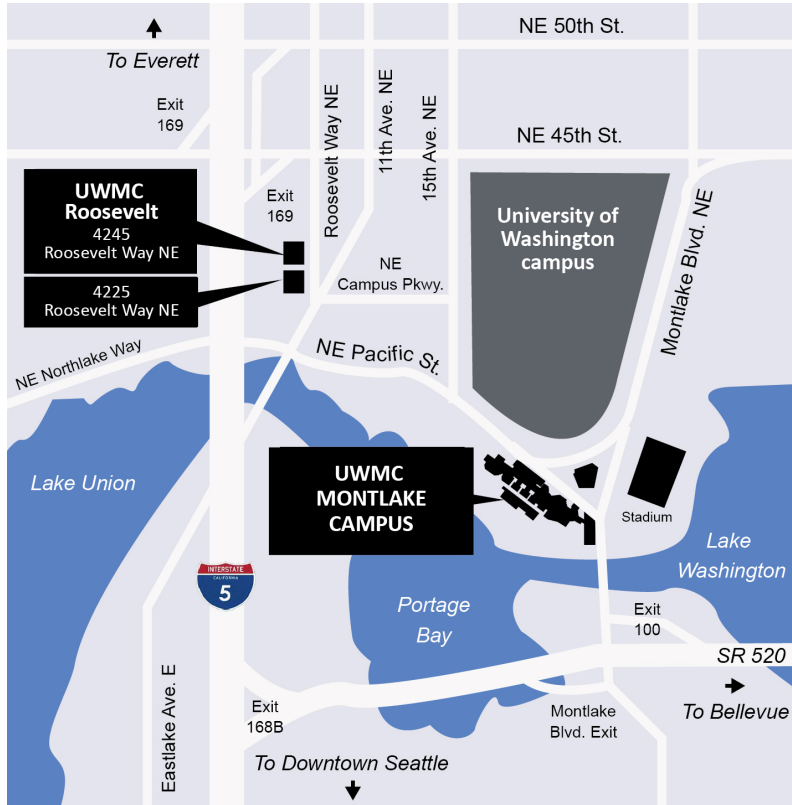 NE 50th St.
To Everett
Exit
169
Roosevelt Way NE
11th Ave. NE
15th Ave. NE
NE 45th St.
UWMC
Roosevelt
4245
Roosevelt Way NE
4225
Roosevelt Way NE
Exit
169
University of
Washington
campus
Montlake Blvd. NE
NE
Campus Pkwy.
NE Northlake Way
NE Pacific St.
Lake Union
UWMC
MONTLAKE
CAMPUS
Stadium
Lake
Washington
INTERSTATE
CALIFORNIA
5
Portage
Bay
Exit
100
SR 520
To Bellevue
Eastlake Ave. E
Exit
168B
Montlake
Blvd. Exit
To Downtown Seattle